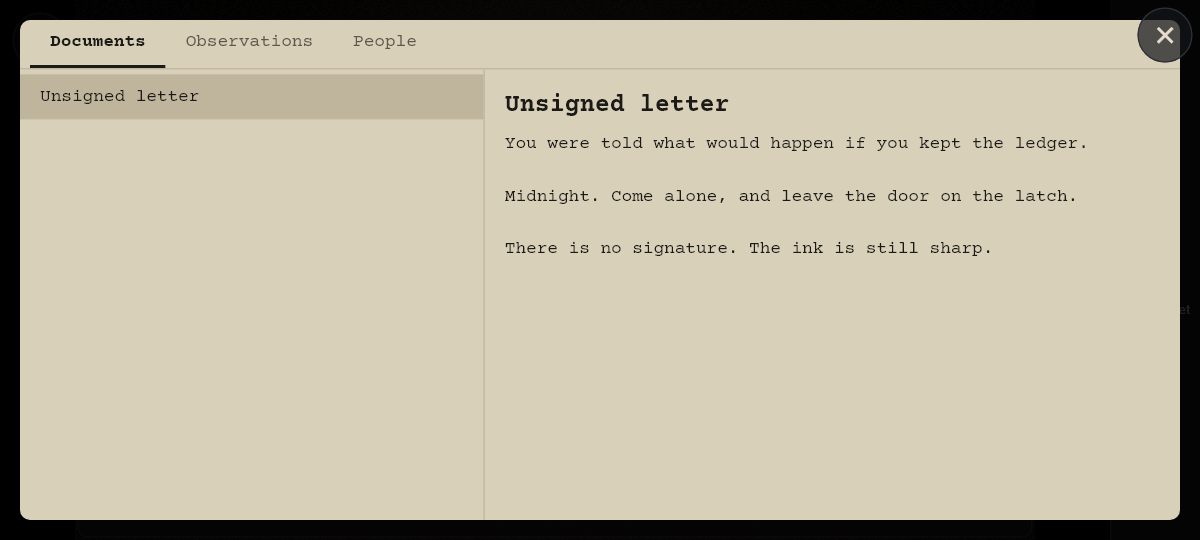 Documents
Observations
People
Unsigned letter
Unsigned letter
You were told what would happen if you kept the ledger.
Midnight. Come alone, and leave the door on the latch.
There is no signature. The ink is still sharp.